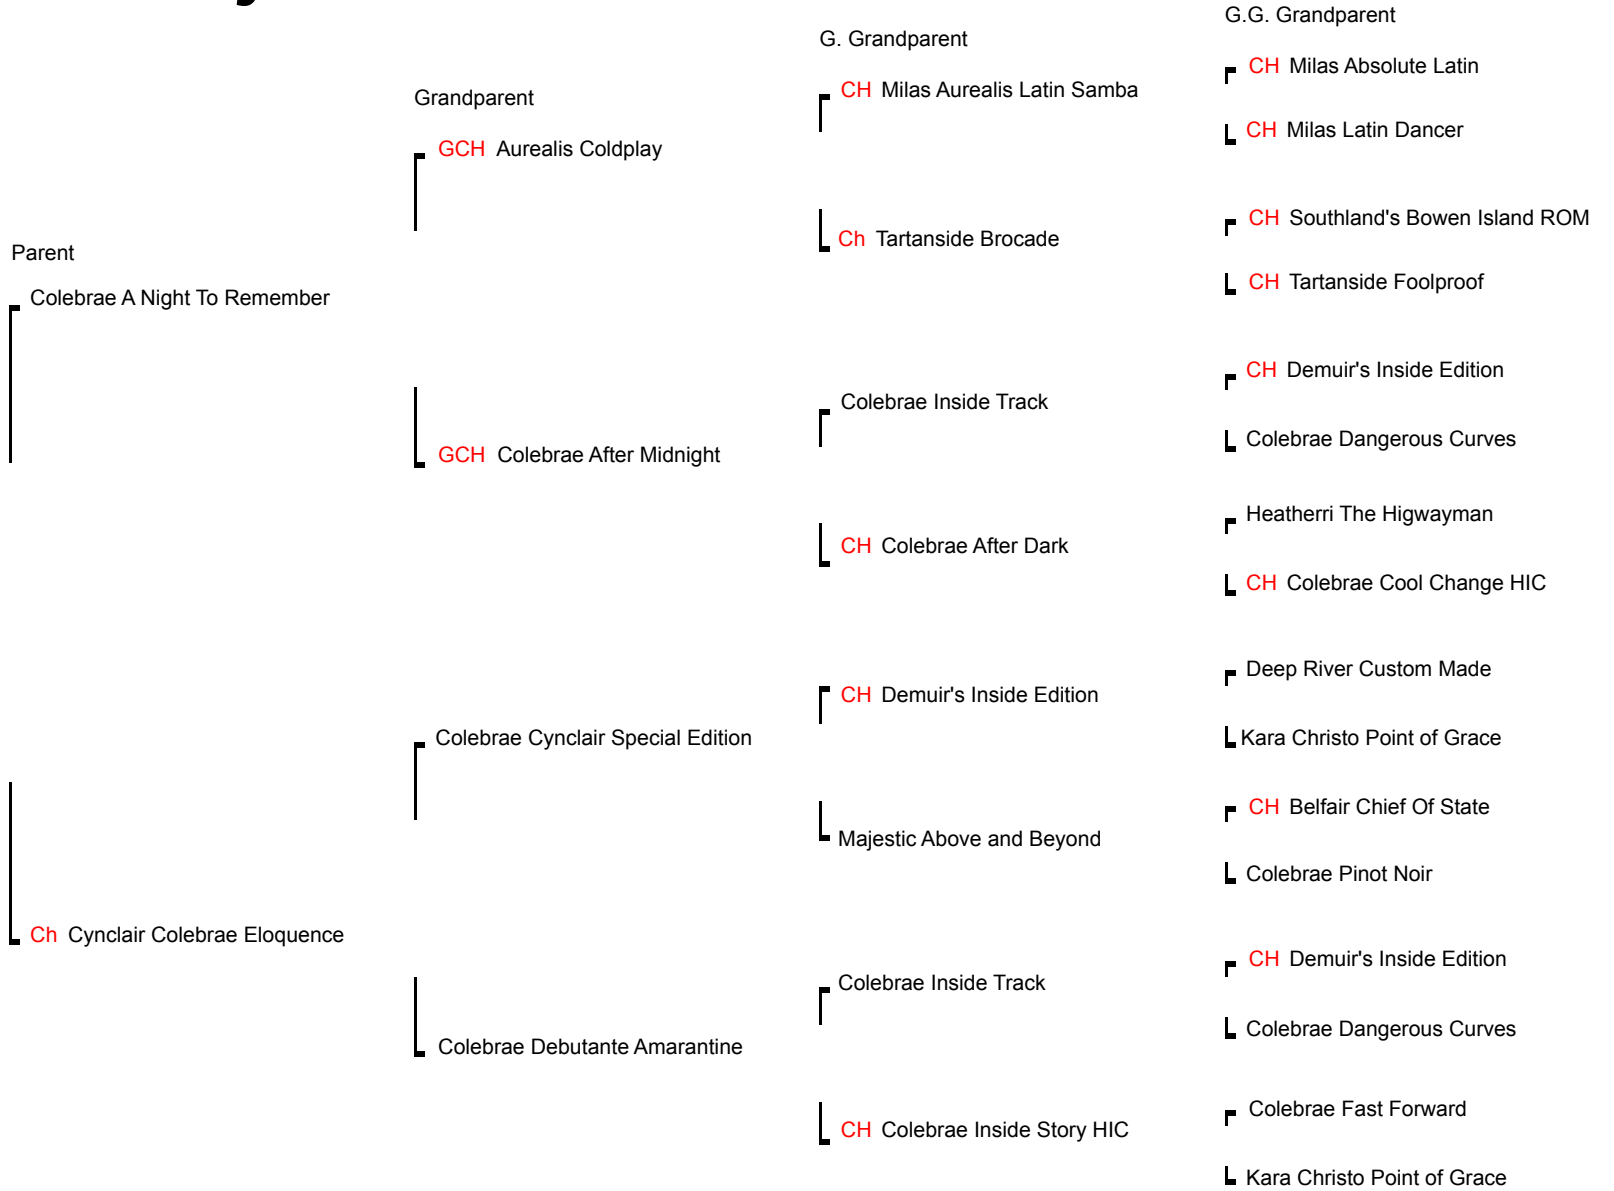 G.G. Grandparent
G. Grandparent
CH Milas Absolute Latin
CH Milas Aurealis Latin Samba
Grandparent
CH Milas Latin Dancer
GCH Aurealis Coldplay
CH Southland's Bowen Island ROM
Ch Tartanside Brocade
Parent
CH Tartanside Foolproof
Colebrae A Night To Remember
CH Demuir's Inside Edition
Colebrae Inside Track
Colebrae Dangerous Curves
GCH Colebrae After Midnight
Heatherri The Higwayman
CH Colebrae After Dark
CH Colebrae Cool Change HIC
Deep River Custom Made
CH Demuir's Inside Edition
Colebrae Cynclair Special Edition
Kara Christo Point of Grace
CH Belfair Chief Of State
Majestic Above and Beyond
Colebrae Pinot Noir
Ch Cynclair Colebrae Eloquence
CH Demuir's Inside Edition
Colebrae Inside Track
Colebrae Dangerous Curves
Colebrae Debutante Amarantine
Colebrae Fast Forward
CH Colebrae Inside Story HIC
Kara Christo Point of Grace